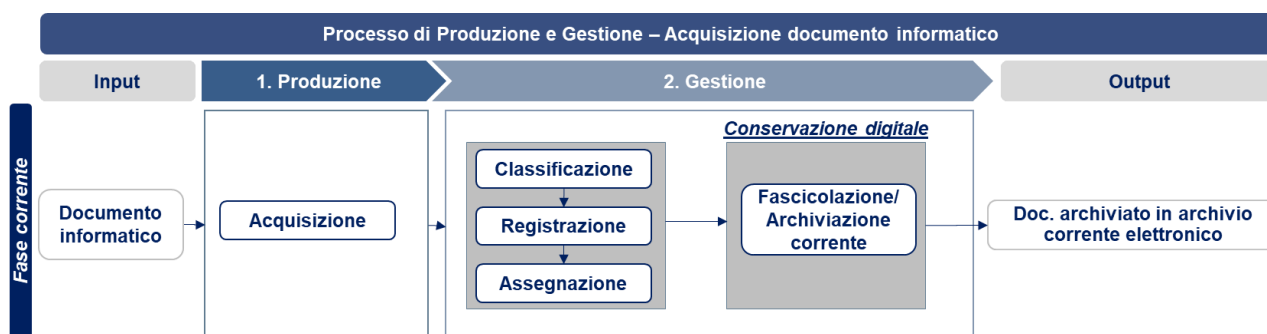 Processo di Produzione e Gestione – Acquisizione documento informatico
Input
1. Produzione
2. Gestione
Output
Fase corrente
Documento
informatico
Acquisizione
Classificazione
Registrazione
Assegnazione
Conservazione digitale
Fascicolazione/
Archiviazione
corrente
Doc. archiviato in archivio
corrente elettronico